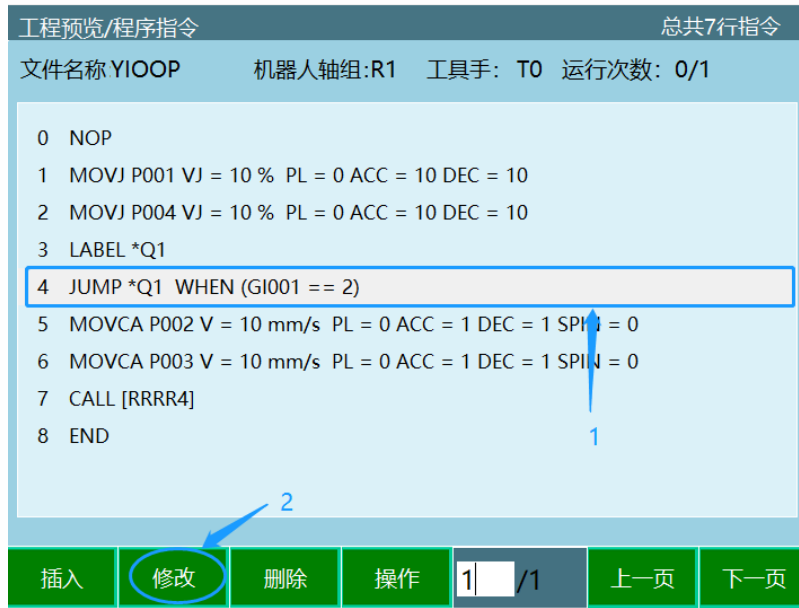 工程预览/程序指令 总共7行指令
文件名称:YIOOP 机器人轴组:R1 工具手: T0 运行次数: 0/1
0 NOP
1 MOVJ P001 VJ = 10 % PL = 0 ACC = 10 DEC = 10
2 MOVJ P004 VJ = 10 % PL = 0 ACC = 10 DEC = 10
3 LABEL *Q1
4 JUMP *Q1 WHEN (GI001 == 2)
5 MOVCA P002 V = 10 mm/s PL = 0 ACC = 1 DEC = 1 SPIN = 0
6 MOVCA P003 V = 10 mm/s PL = 0 ACC = 1 DEC = 1 SPIN = 0
7 CALL [RRRR4]
8 END
1
2
插入 修改 删除 操作 1 /1 上一页 下一页